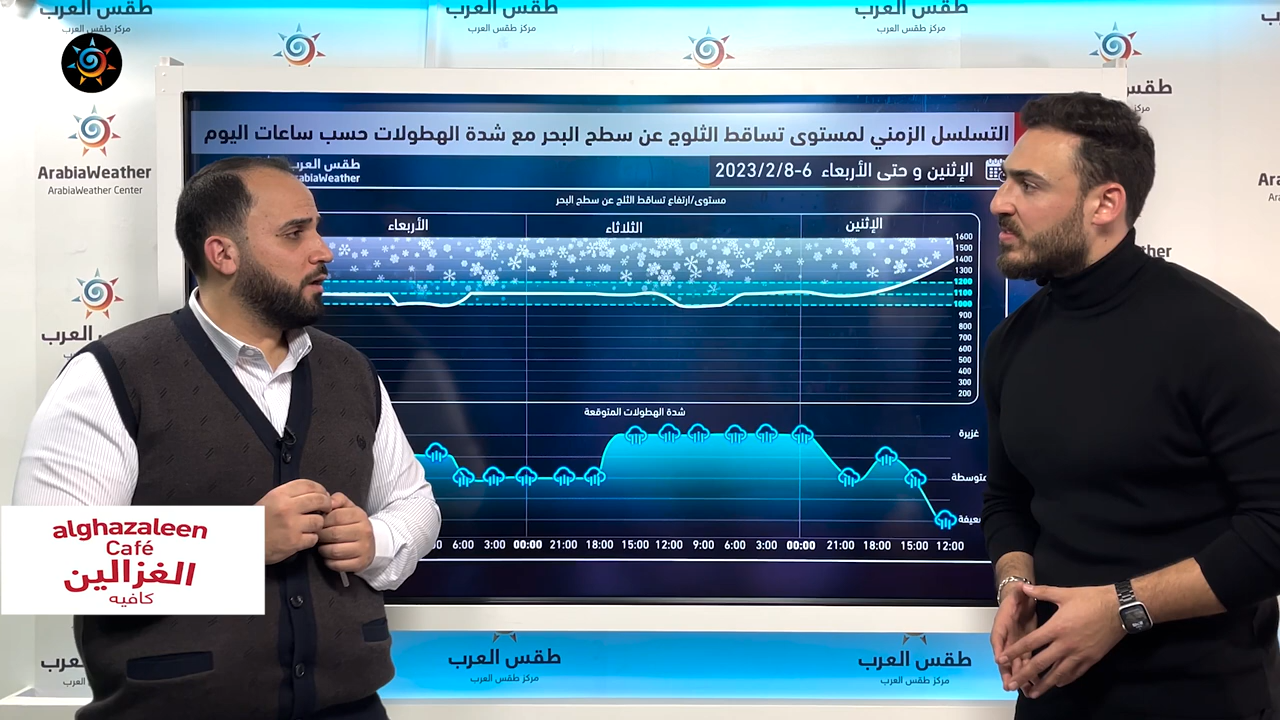 طقس العرب
مركز طقس العرب
طقس العرب
مركز طقس العرب
طقس العرب
مركز طقس العرب
ArabiaWeather
ArabiaWeather Center
التسلسل الزمني لمستوى تساقط الثلوج عن سطح البحر مع شدة الهطولات حسب ساعات اليوم
الإثنين و حتى الأربعاء 6-2023/2/8
طقس العرب
ArabiaWeather
مستوى/ارتفاع تساقط الثلج عن سطح البحر
الإثنين
الثلاثاء
الأربعاء
1600
1500
1400
1300
1200
1100
1000
900
800
700
600
500
400
300
200
شدة الهطولات المتوقعة
غزيرة
متوسطة
6:00 3:00 00:00 21:00 18:00 15:00 12:00 9:00 6:00 3:00 00:00 21:00 18:00 15:00 12:00
طقس العرب
alghazaleen
Café
الغزالين
كافيه
طقس العرب
مركز طقس العرب
طقس العرب
مركز طقس العرب